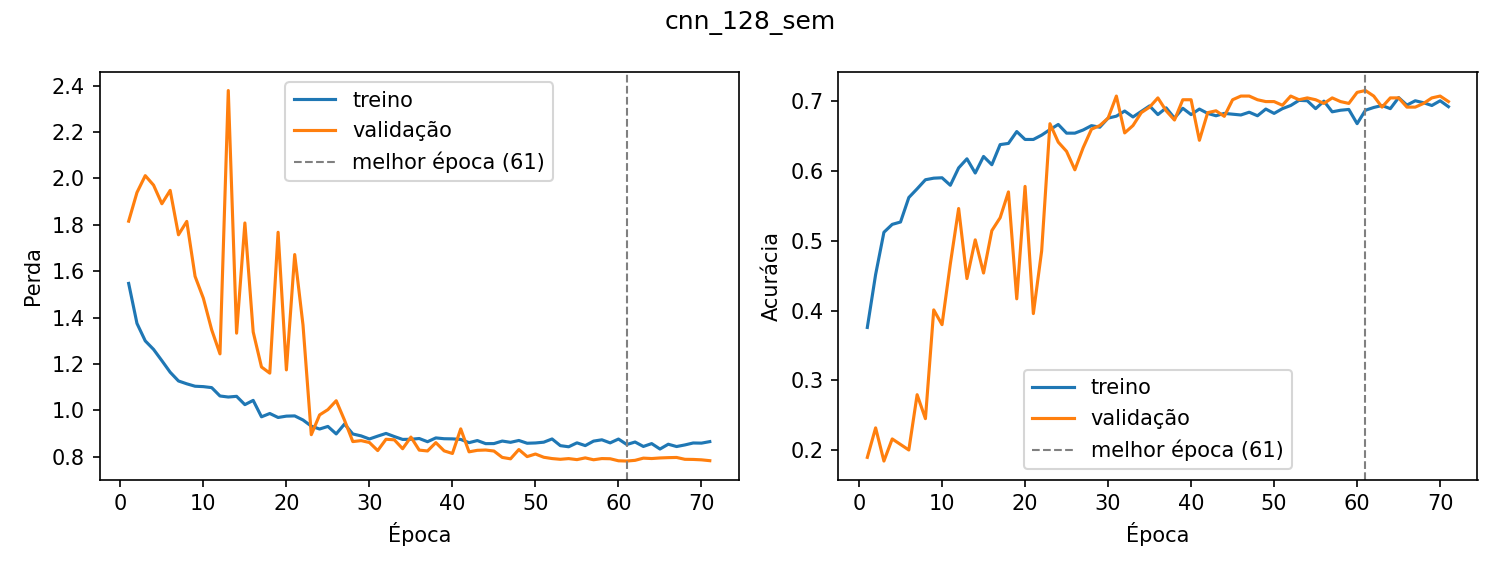 cnn_128_sem
Perda
2.4
2.2
2.0
1.8
1.6
1.4
1.2
1.0
0.8
treino
validação
melhor época (61)
0 10 20 30 40 50 60 70
Época
Acurácia
0.7
0.6
0.5
0.4
0.3
0.2
treino
validação
melhor época (61)
0 10 20 30 40 50 60 70
Época